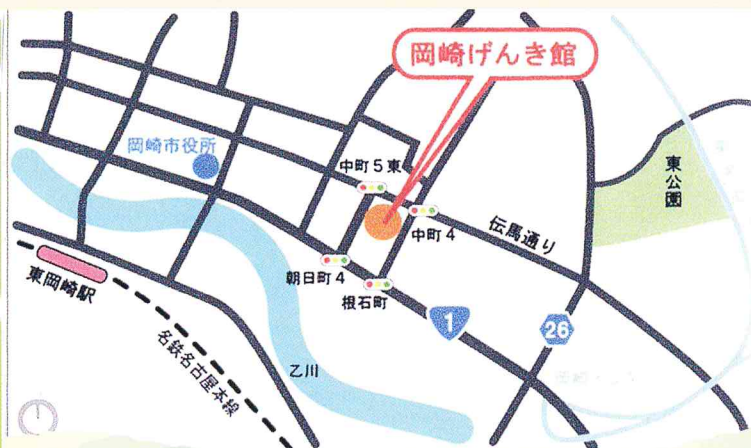 岡崎げんき館
岡崎市役所
中町5東
東公園
中町4
伝馬通り
東岡崎駅
朝日町4
根石町
1
26
名鉄名古屋本線
乙川